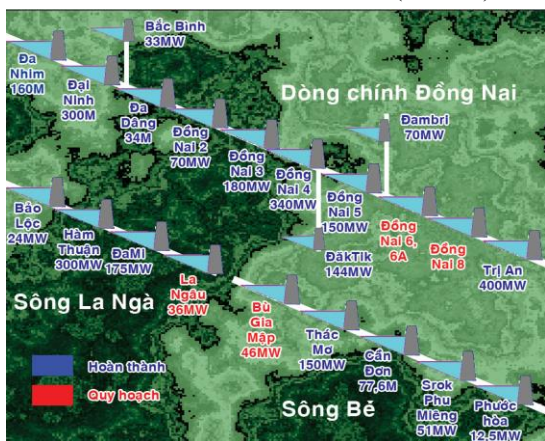 Bắc Bình
33MW
Đa
Nhim
160M
Đại
Ninh
300M
Đa
Dâng
34M
Đồng
Nai 2
70MW
Đồng
Nai 3
180MW
Đồng
Nai 4
340MW
Đồng
Nai 5
150MW
Đồng
Nai 6,
6A
Đồng
Nai 8
Trị An
400MW
Dòng chính Đồng Nai
Đambri
70MW
ĐăkTik
144MW
Bảo
Lộc
24MW
Hàm
Thuận
300MW
ĐaMi
175MW
La
Ngâu
36MW
Sông La Ngà
Bù
Gia
Mập
46MW
Thác
Mơ
150MW
Cần
Đơn
77,6M
Srok
Phu
Miêng
51MW
Phước
hòa
12,5MW
Sông Bé
Hoàn thành
Quy hoạch